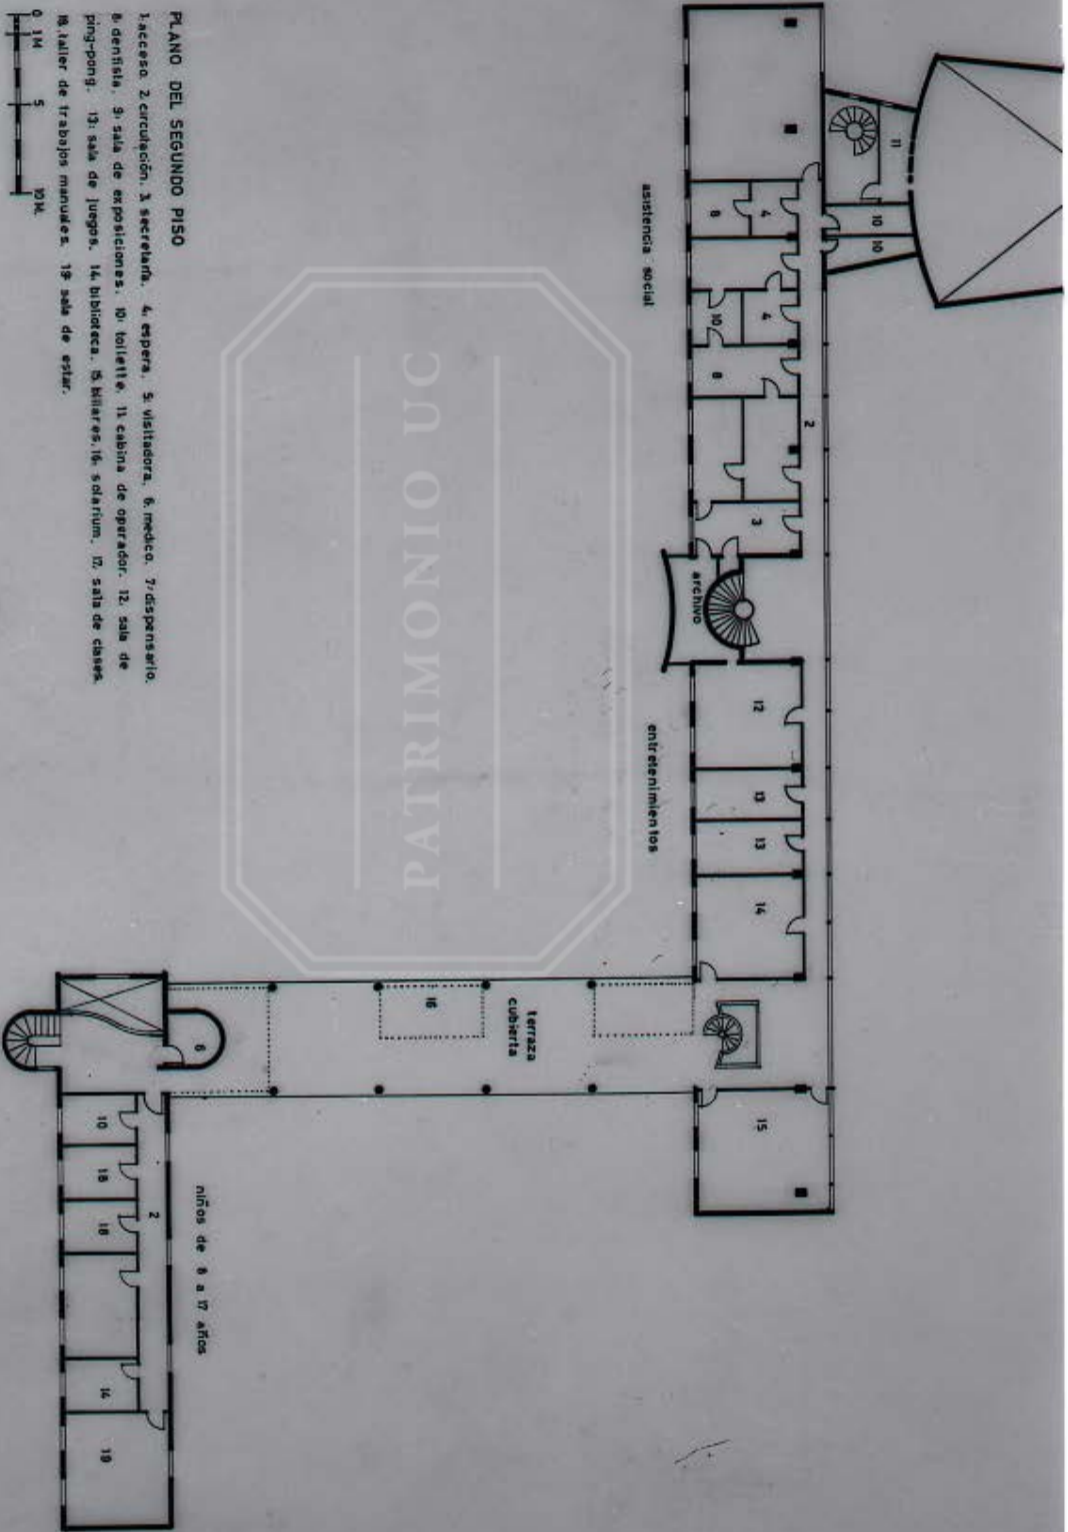 PLANO DEL SEGUNDO PISO
1. acceso. 2. circulación. 3. secretaría. 4. espera. 5. visitadora. 6. medico. 7. dispensario.
8. dentista. 9. sala de exposiciones. 10. toilette. 11. cabina de operador. 12. sala de
ping-pong. 13. sala de juegos. 14. biblioteca. 15. billares. 16. solarium. 17. sala de clases.
18. taller de trabajos manuales. 19. sala de estar.
0 1M 5 10 M.
asistencia social
entretenimientos
niños de 8 a 17 años
11
10
10
8
4
10
4
8
2
3
archivo
12
13
13
14
16
terraza
cubierta
15
6
10
18
18
2
14
19
PATRIMONIO UC